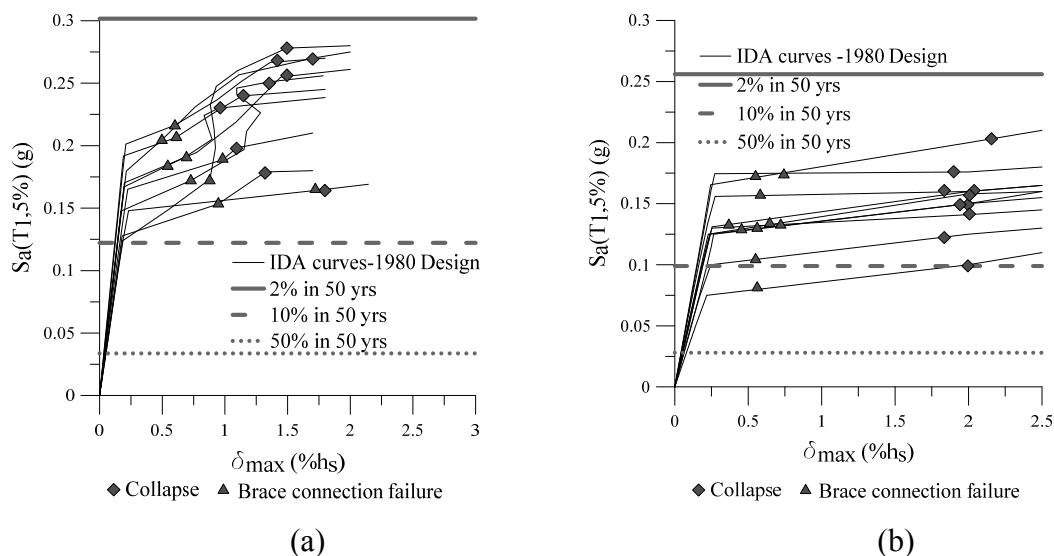 0.3
0.25
0.2
0.15
0.1
0.05
0
Sa(T1,5%) (g)
IDA curves-1980 Design
2% in 50 yrs
10% in 50 yrs
50% in 50 yrs
0 0.5 1 1.5 2 2.5 3
δmax (%hs)
Collapse Brace connection failure
(a)
0.3
0.25
0.2
0.15
0.1
0.05
0
Sa(T1,5%) (g)
IDA curves -1980 Design
2% in 50 yrs
10% in 50 yrs
50% in 50 yrs
0 0.5 1 1.5 2 2.5
δmax (%hs)
Collapse Brace connection failure
(b)